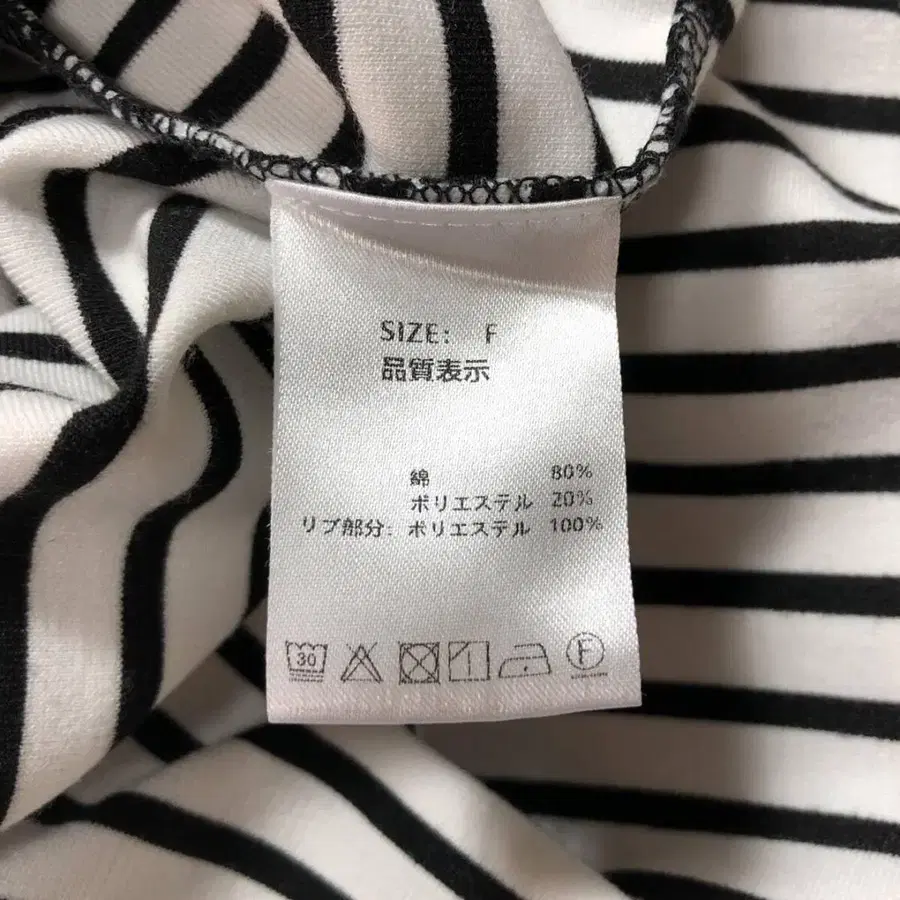 SIZE: F
品質表示
綿 80%
ポリエステル 20%
リブ部分: ポリエステル 100%
30 F